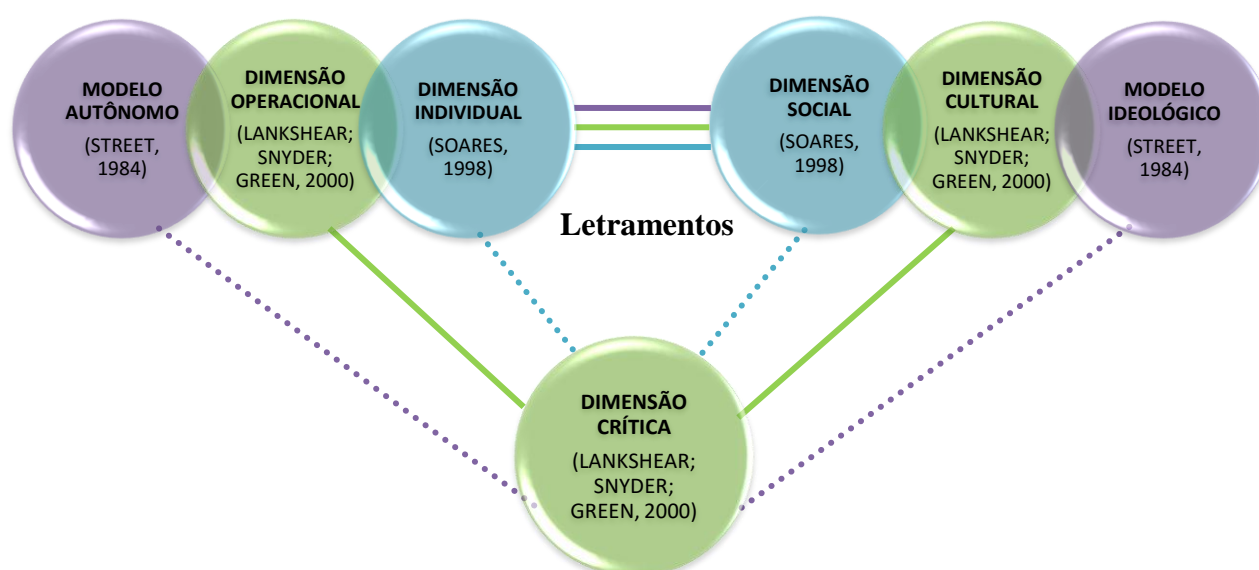 MODELO
AUTÔNOMO
(STREET,
1984)
DIMENSÃO
OPERACIONAL
(LANKSHEAR;
SNYDER;
GREEN, 2000)
DIMENSÃO
INDIVIDUAL
(SOARES,
1998)
DIMENSÃO
SOCIAL
(SOARES,
1998)
DIMENSÃO
CULTURAL
(LANKSHEAR;
SNYDER;
GREEN, 2000)
MODELO
IDEOLÓGICO
(STREET,
1984)
Letramentos
DIMENSÃO
CRÍTICA
(LANKSHEAR;
SNYDER;
GREEN, 2000)